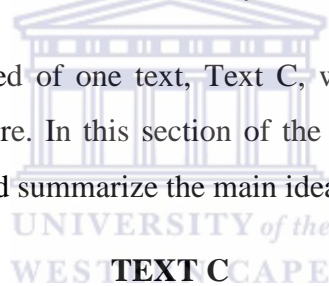 ed of one text, Text C, w
re. In this section of the
d summarize the main idea
UNIVERSITY of the
WESTERN CAPE
TEXT C